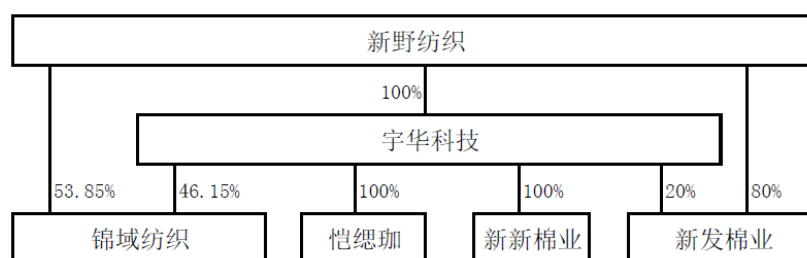 新野纺织
100%
宇华科技
53.85%
46.15%
100%
100%
20%
80%
锦域纺织
恺缌珈
新新棉业
新发棉业